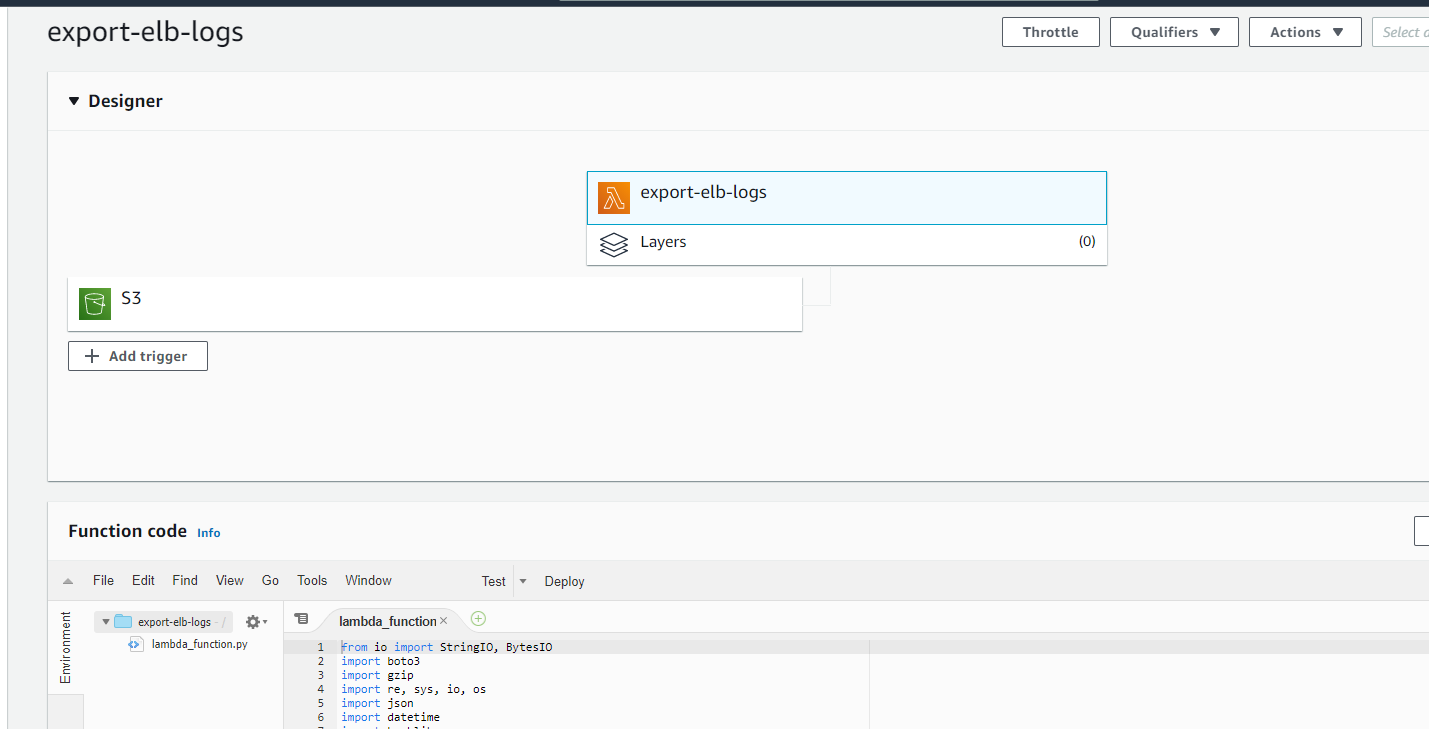 export-elb-logs
Throttle
Qualifiers
Actions
Select
Designer
export-elb-logs
Layers
(0)
S3
Add trigger
Function code Info
File Edit Find View Go Tools Window Test Deploy
Environment
export-elb-logs - /
lambda_function.py
lambda_function
1 from io import StringIO, BytesIO
2 import boto3
3 import gzip
4 import re, sys, io, os
5 import json
6 import datetime